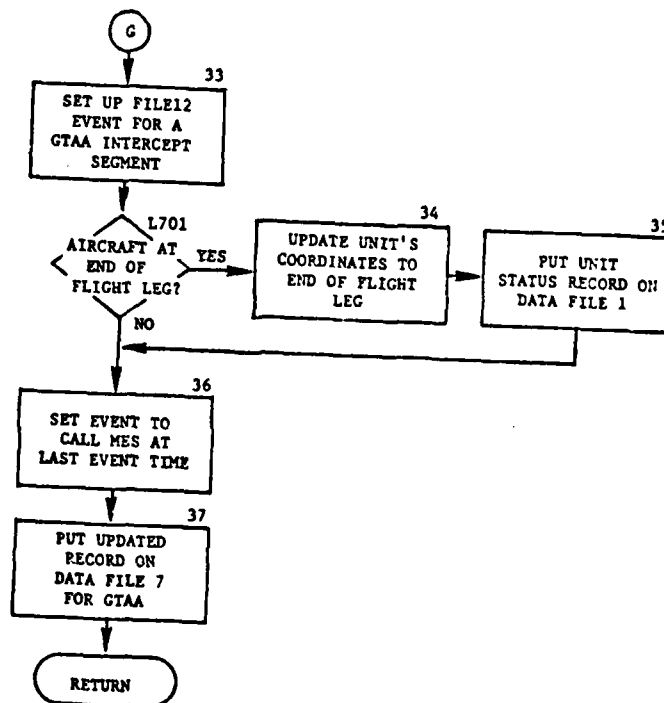 G
33
SET UP FILE12
EVENT FOR A
GTAA INTERCEPT
SEGMENT
L701
AIRCRAFT AT
END OF
FLIGHT LEG?
YES
NO
34
UPDATE UNIT'S
COORDINATES TO
END OF FLIGHT
LEG
35
PUT UNIT
STATUS RECORD ON
DATA FILE 1
36
SET EVENT TO
CALL MES AT
LAST EVENT TIME
37
PUT UPDATED
RECORD ON
DATA FILE 7
FOR GTAA
RETURN